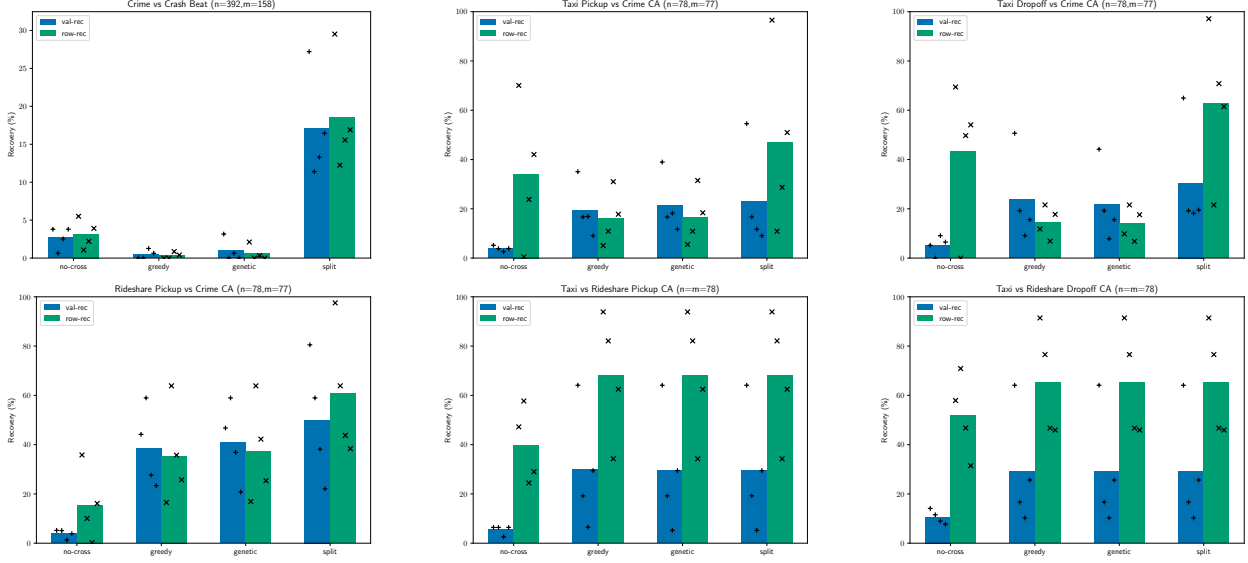 Crime vs Crash Beat (n=392,m=158)
val-rec
row-rec
Recovery (%)
30
25
20
15
10
5
0
no-cross greedy genetic split
Taxi Pickup vs Crime CA (n=78,m=77)
val-rec
row-rec
Recovery (%)
100
80
60
40
20
0
no-cross greedy genetic split
Taxi Dropoff vs Crime CA (n=78,m=77)
val-rec
row-rec
Recovery (%)
100
80
60
40
20
0
no-cross greedy genetic split
Rideshare Pickup vs Crime CA (n=78,m=77)
val-rec
row-rec
Recovery (%)
100
80
60
40
20
0
no-cross greedy genetic split
Taxi vs Rideshare Pickup CA (n=m=78)
val-rec
row-rec
Recovery (%)
100
80
60
40
20
0
no-cross greedy genetic split
Taxi vs Rideshare Dropoff CA (n=m=78)
val-rec
row-rec
Recovery (%)
100
80
60
40
20
0
no-cross greedy genetic split